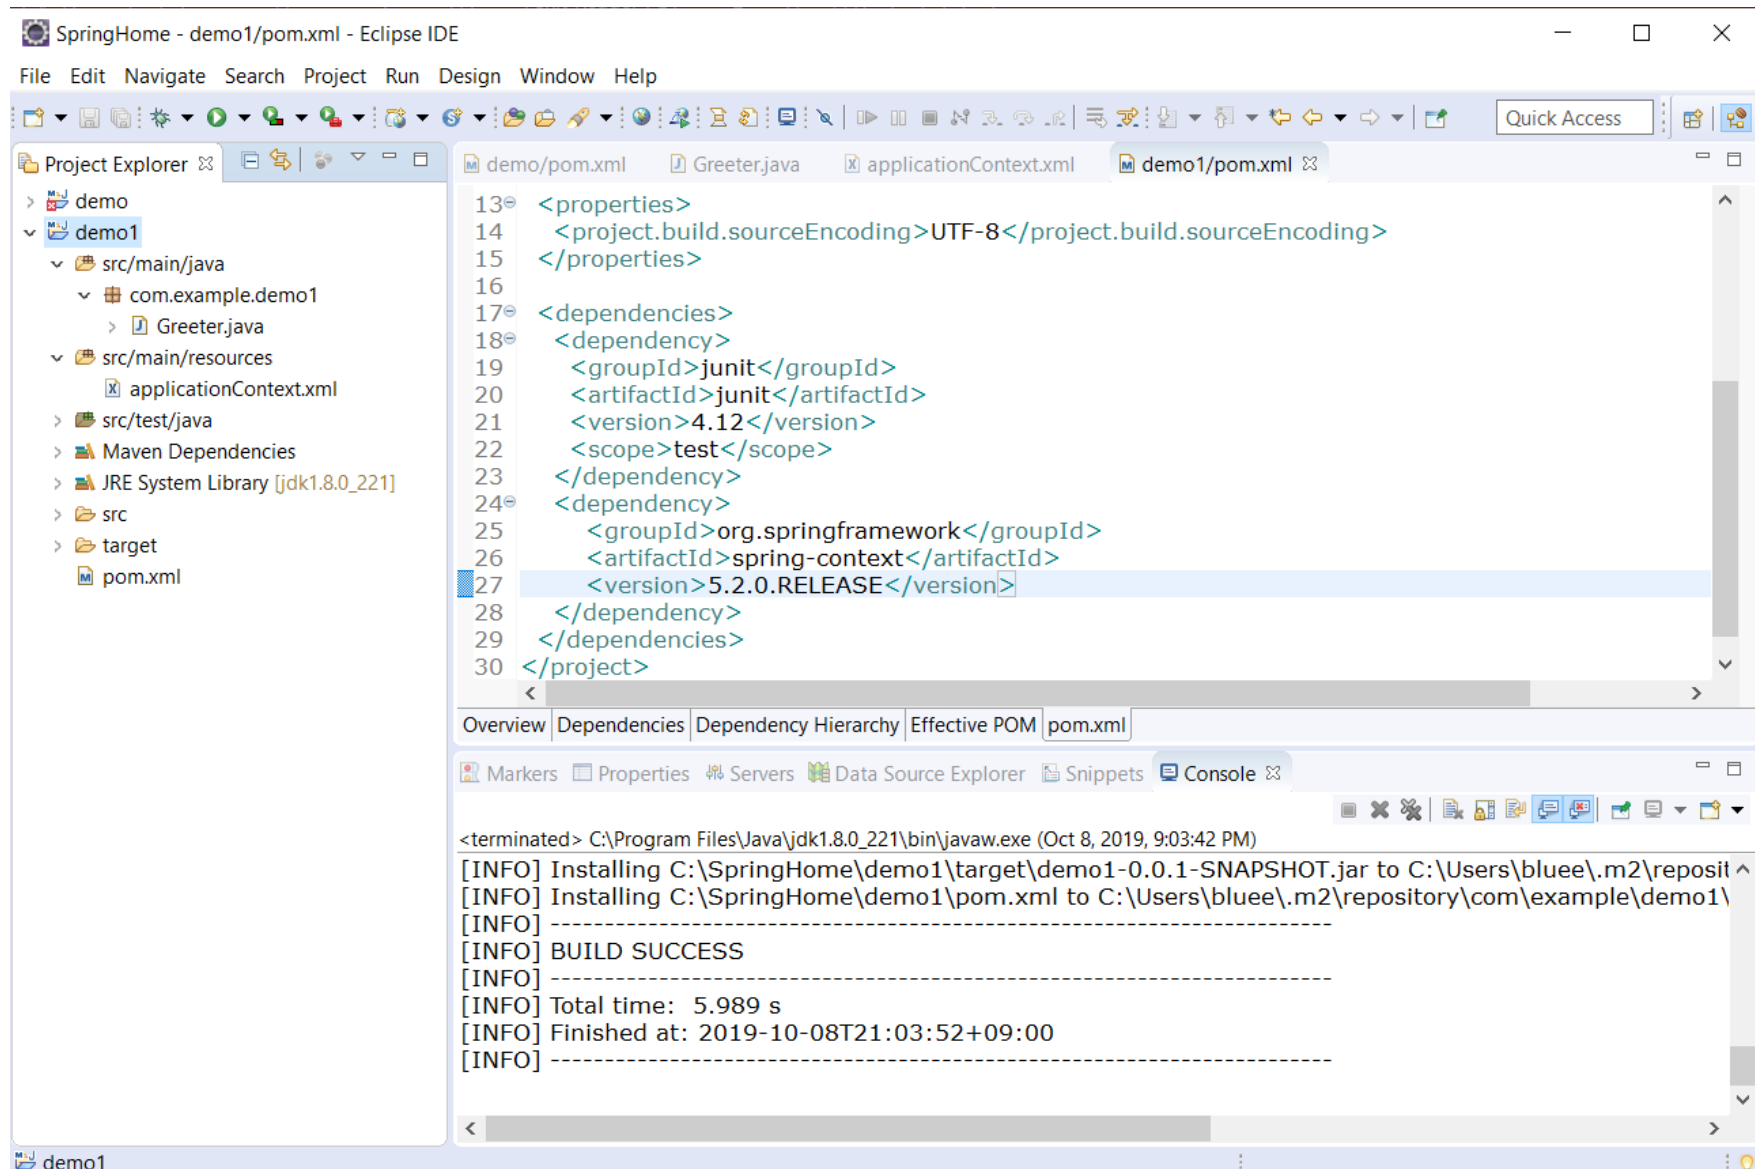 SpringHome - demo1/pom.xml - Eclipse IDE
File Edit Navigate Search Project Run Design Window Help
Quick Access
Project Explorer
demo
demo1
src/main/java
com.example.demo1
Greeter.java
src/main/resources
applicationContext.xml
src/test/java
Maven Dependencies
JRE System Library [jdk1.8.0_221]
src
target
pom.xml
demo/pom.xml Greeter.java applicationContext.xml demo1/pom.xml
13 <properties>
14 <project.build.sourceEncoding>UTF-8</project.build.sourceEncoding>
15 </properties>
16
17 <dependencies>
18 <dependency>
19 <groupId>junit</groupId>
20 <artifactId>junit</artifactId>
21 <version>4.12</version>
22 <scope>test</scope>
23 </dependency>
24 <dependency>
25 <groupId>org.springframework</groupId>
26 <artifactId>spring-context</artifactId>
27 <version>5.2.0.RELEASE</version>
28 </dependency>
29 </dependencies>
30 </project>
Overview Dependencies Dependency Hierarchy Effective POM pom.xml
Markers Properties Servers Data Source Explorer Snippets Console
<terminated> C:\Program Files\Java\jdk1.8.0_221\bin\javaw.exe (Oct 8, 2019, 9:03:42 PM)
[INFO] Installing C:\SpringHome\demo1\target\demo1-0.0.1-SNAPSHOT.jar to C:\Users\bluee\.m2\reposit
[INFO] Installing C:\SpringHome\demo1\pom.xml to C:\Users\bluee\.m2\repository\com\example\demo1\
[INFO] ------------------------------------------------------------------------
[INFO] BUILD SUCCESS
[INFO] ------------------------------------------------------------------------
[INFO] Total time:  5.989 s
[INFO] Finished at: 2019-10-08T21:03:52+09:00
[INFO] ------------------------------------------------------------------------
demo1